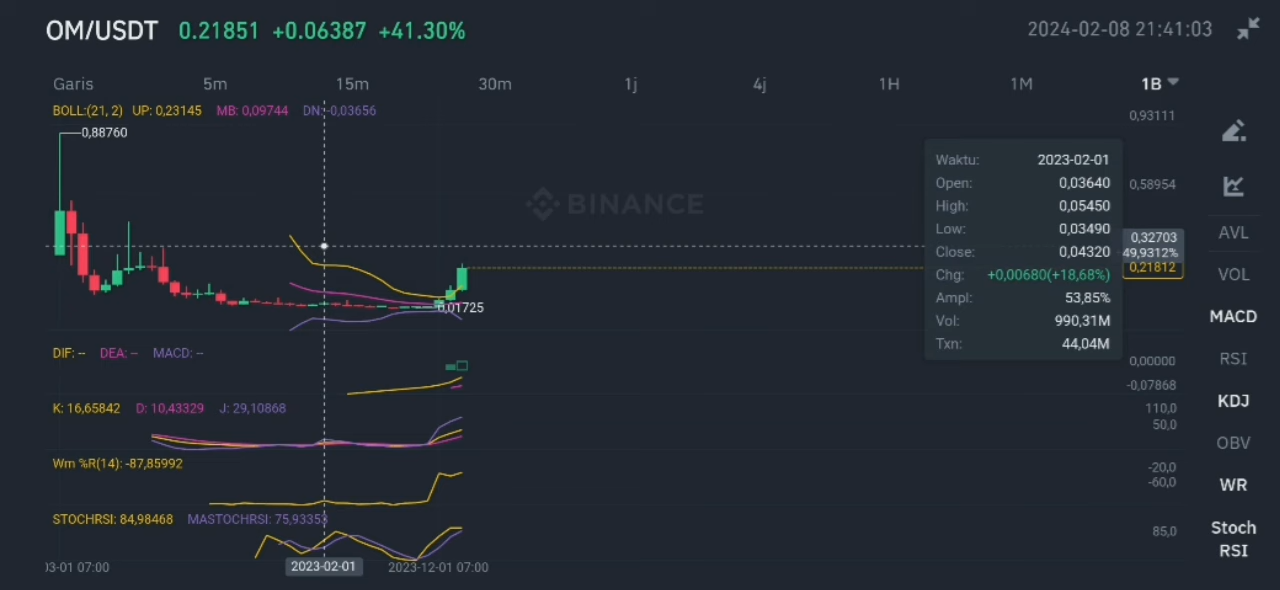 OM/USDT 0.21851 +0.06387 +41.30% 2024-02-08 21:41:03
Garis 5m 15m 30m 1j 4j 1H 1M 1B
BOLL:(21, 2) UP: 0,23145 MB: 0,09744 DN: -0,03656
0,93111
0,88760
Waktu: 2023-02-01
Open: 0,03640
0,58954
High: 0,05450
BINANCE
Low: 0,03490
AVL
0,32703
Close: 0,04320
49,9312%
0,21812
Chg: +0,00680(+18,68%)
VOL
Ampl: 53,85%
0,01725
Vol: 990,31M
MACD
Txn: 44,04M
DIF: -- DEA: -- MACD: --
RSI
0,00000
-0,07868
K: 16,65842 D: 10,43329 J: 29,10868
110,0
KDJ
50,0
OBV
Wm %R(14): -87,85992
-20,0
-60,0
WR
STOCHRSI: 84,98468 MASTOCHRSI: 75,93353
85,0
Stoch
RSI
03-01 07:00 2023-02-01 2023-12-01 07:00